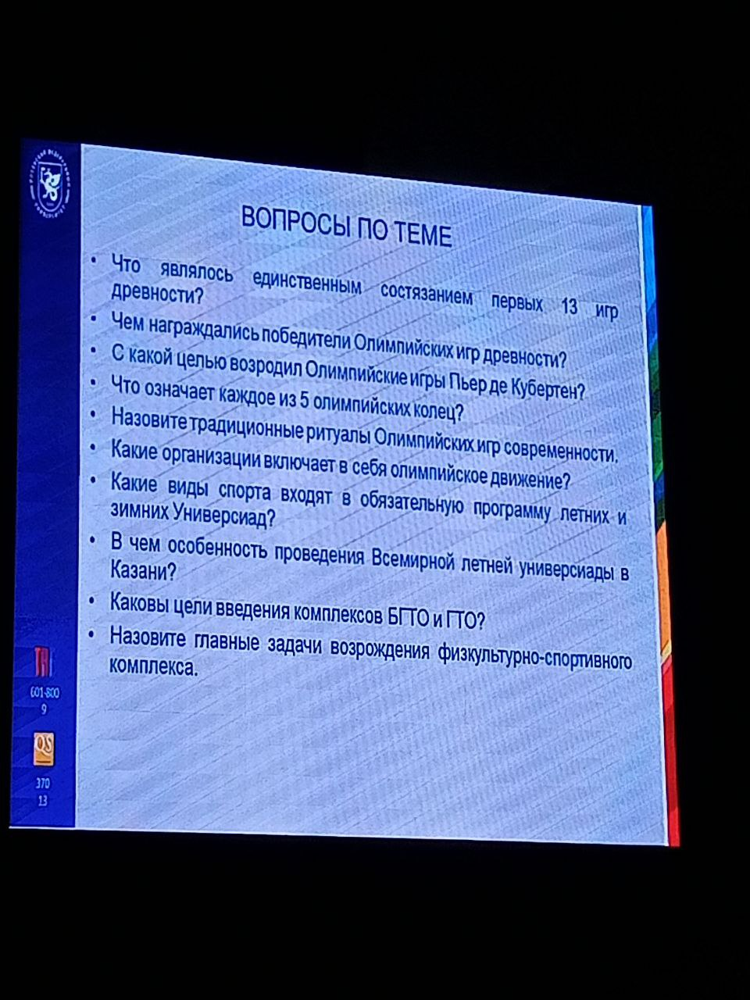 ВОПРОСЫ ПО ТЕМЕ
• Что являлось единственным состязанием первых 13 игр
древности?
• Чем награждались победители Олимпийских игр древности?
• С какой целью возродил Олимпийские игры Пьер де Кубертен?
• Что означает каждое из 5 олимпийских колец?
• Назовите традиционные ритуалы Олимпийских игр современности.
• Какие организации включает в себя олимпийское движение?
• Какие виды спорта входят в обязательную программу летних и
зимних Универсиад?
• В чем особенность проведения Всемирной летней универсиады в
Казани?
• Каковы цели введения комплексов БГТО и ГТО?
• Назовите главные задачи возрождения физкультурно-спортивного
комплекса.
601-800
9
QS
370
13